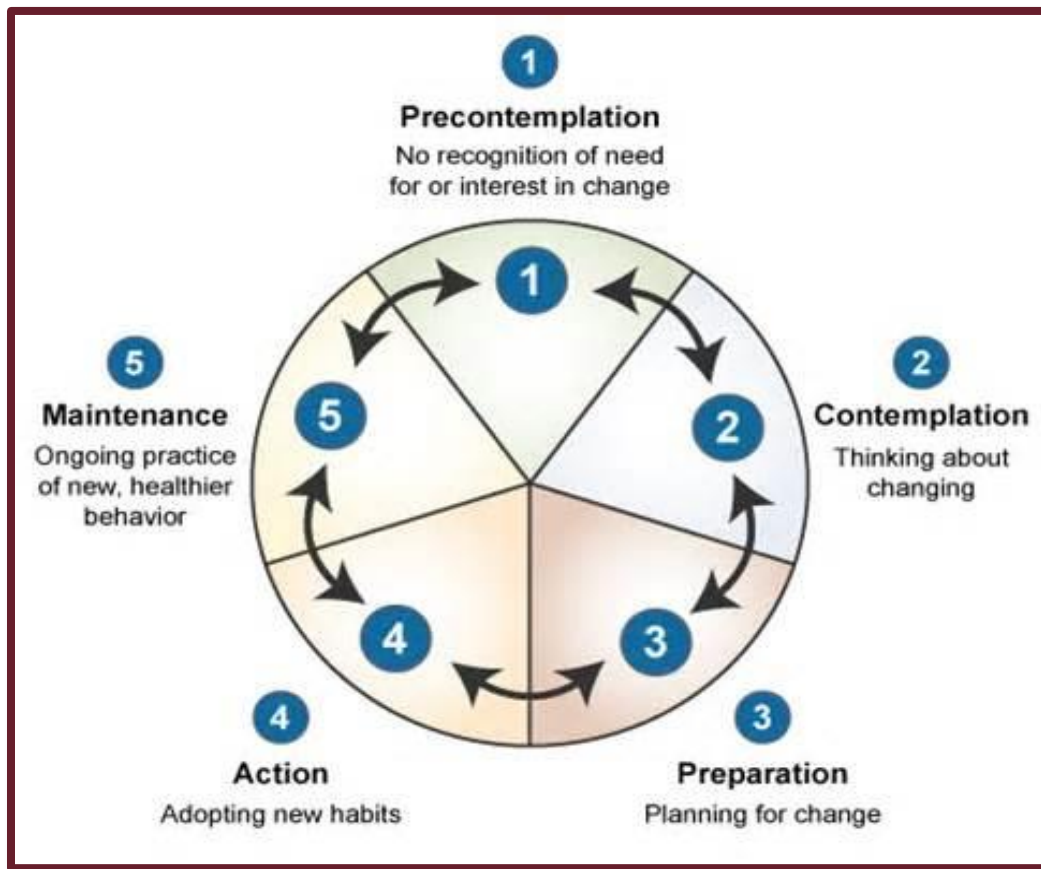 1
Precontemplation
No recognition of need
for or interest in change
1
2
3
4
5
2
Contemplation
Thinking about
changing
3
Preparation
Planning for change
4
Action
Adopting new habits
5
Maintenance
Ongoing practice
of new, healthier
behavior